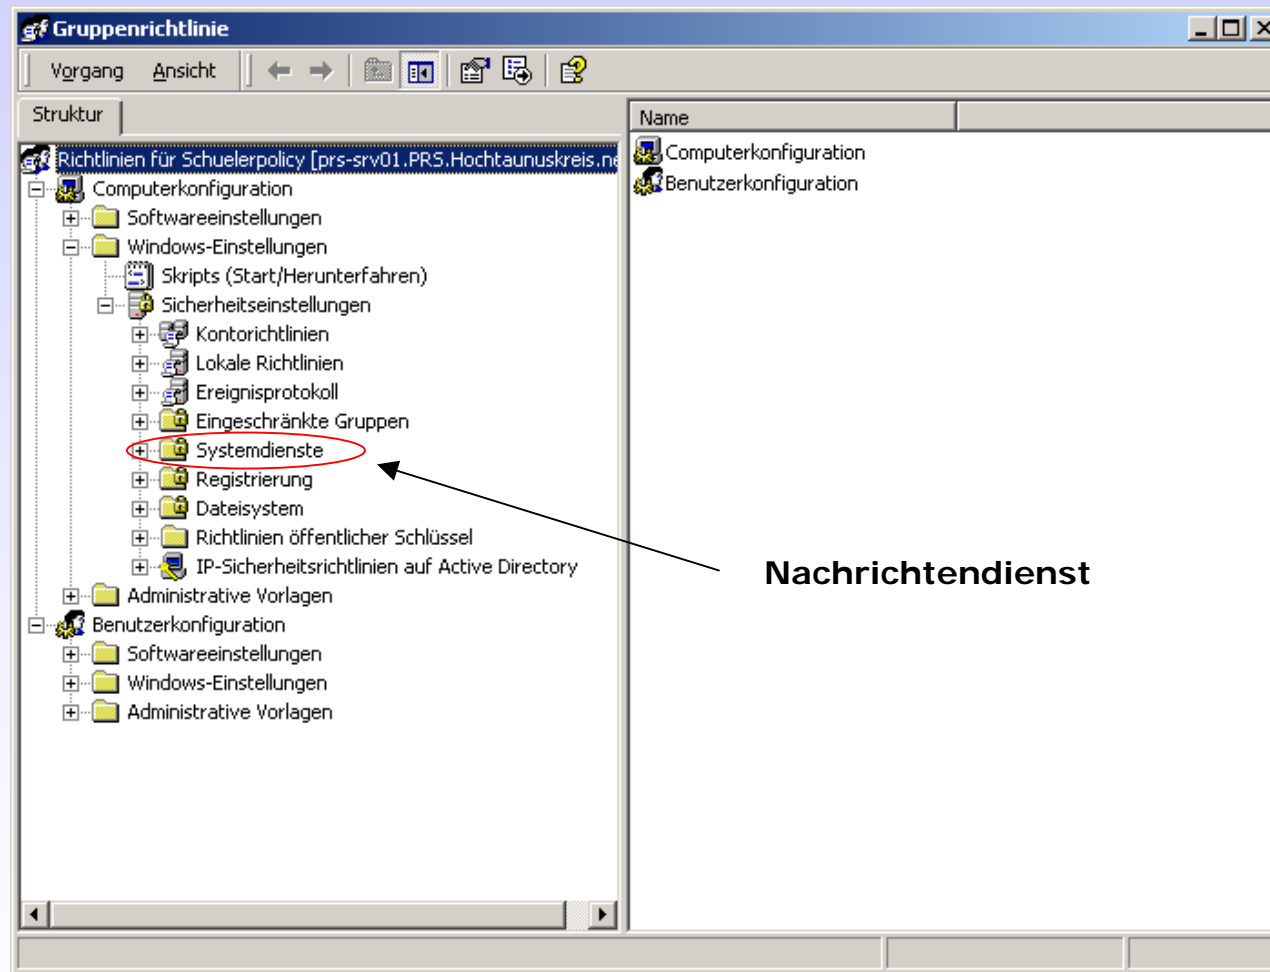 Gruppenrichtlinie
Vorgang Ansicht
Struktur
Richtlinien für Schuelerpolicy [prs-srv01.PRS.Hochtaunuskreis.ne
Computerkonfiguration
Softwareeinstellungen
Windows-Einstellungen
Skripts (Start/Herunterfahren)
Sicherheitseinstellungen
Kontorichtlinien
Lokale Richtlinien
Ereignisprotokoll
Eingeschränkte Gruppen
Systemdienste
Registrierung
Dateisystem
Richtlinien öffentlicher Schlüssel
IP-Sicherheitsrichtlinien auf Active Directory
Administrative Vorlagen
Benutzerkonfiguration
Softwareeinstellungen
Windows-Einstellungen
Administrative Vorlagen
Name
Computerkonfiguration
Benutzerkonfiguration
Nachrichtendienst